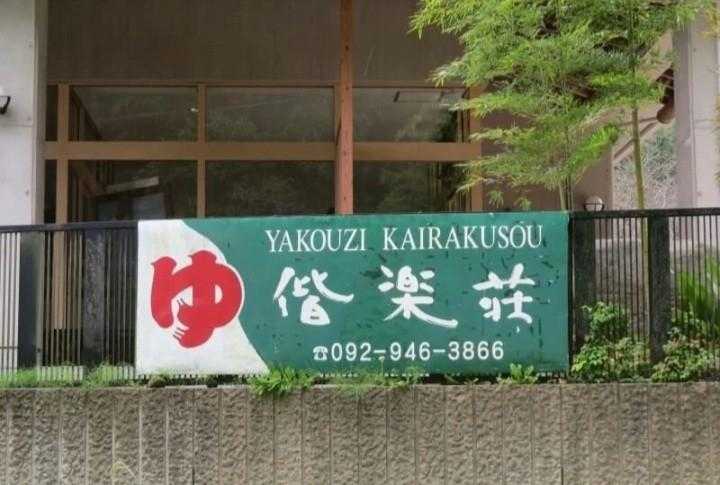 ゆ
YAKOUZI KAIRAKUSOU
偕楽荘
☎092-946-3866